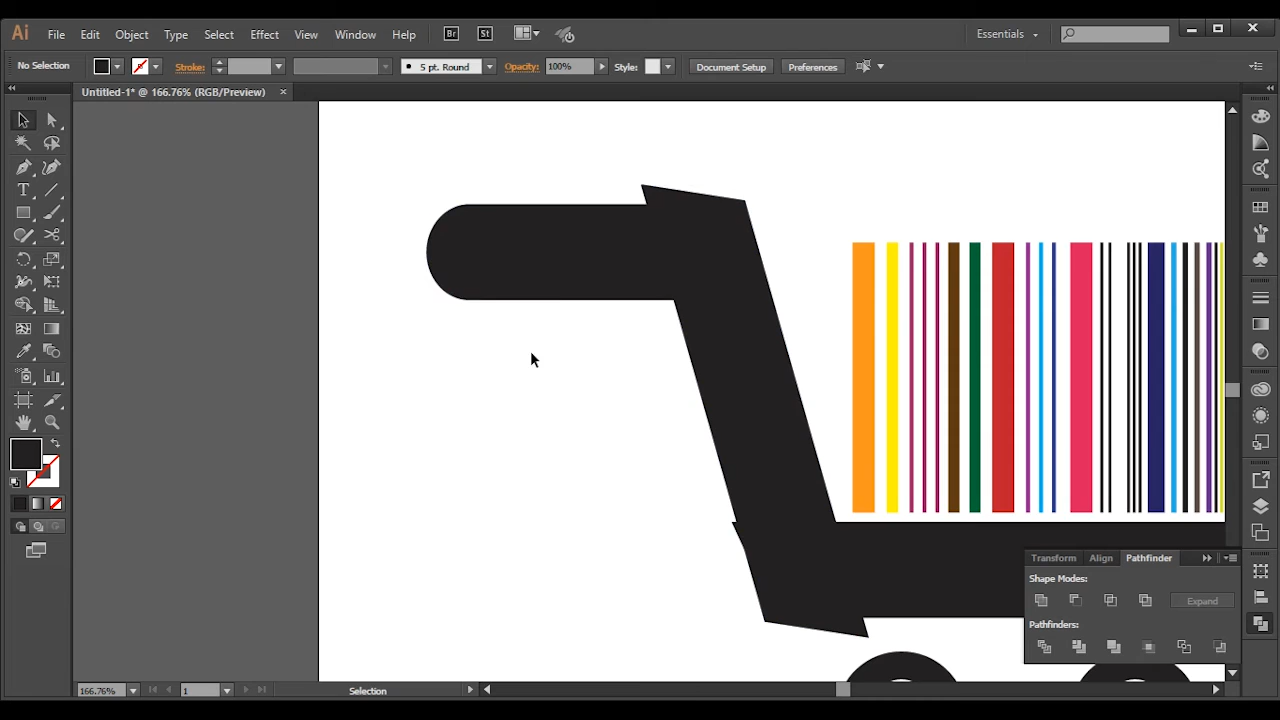 Ai File Edit Object Type Select Effect View Window Help Br St Essentials
No Selection Stroke: 5 pt. Round Opacity: 100% Style: Document Setup Preferences
Untitled-1* @ 166.76% (RGB/Preview)
Transform Align Pathfinder
Shape Modes:
Expand
Pathfinders:
166.76% 1 Selection